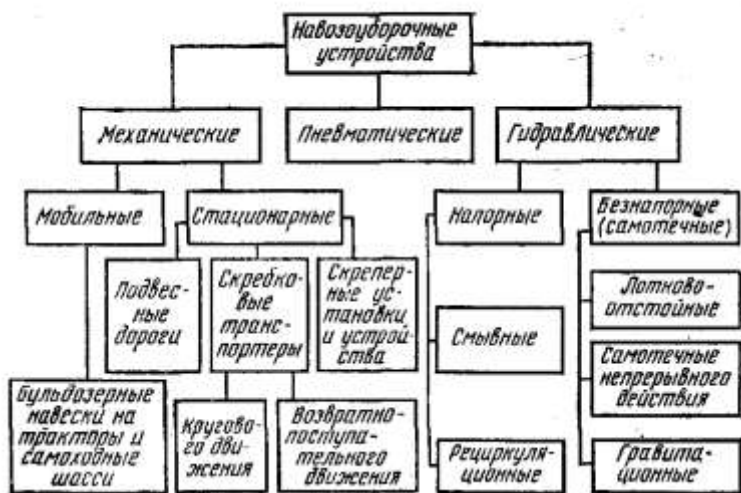 Навозоуборочные
устройства
Механические
Пневматические
Гидравлические
Мобильные
Стационарные
Напорные
Безнапорные
(самотечные)
Подвес-
ные
дороги
Скребко-
вые
транс-
портеры
Скрепер-
ные ус-
тановки
и устрой-
ства
Смывные
Лотково-
отстойные
Самотечные
непрерывного
действия
Бульдозерные
навески на
тракторы и
самоходные
шасси
Кругово-
го дви-
жения
Возвратно-
поступа-
тельного
движения
Рециркуля-
ционные
Гравита-
ционные